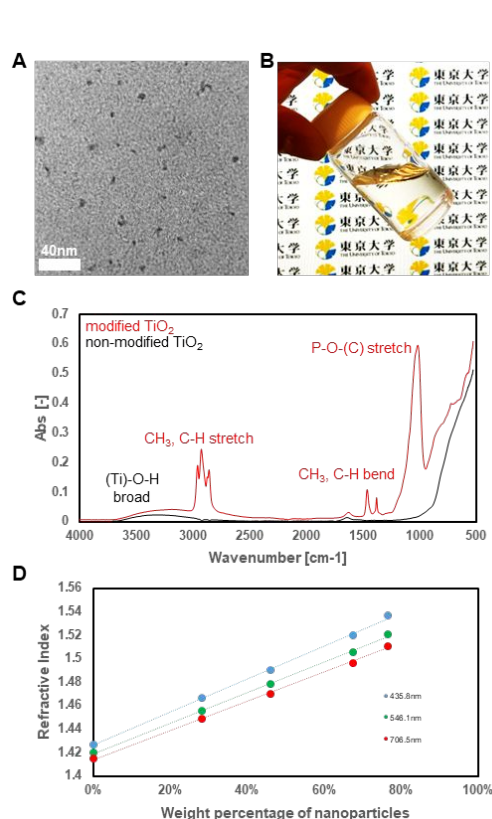 A
B
40nm
東京大学
THE UNIVERSITY OF TOKYO
C
modified TiO2
non-modified TiO2
P-O-(C) stretch
CH3, C-H stretch
(Ti)-O-H
broad
CH3, C-H bend
Abs [-]
0.7
0.6
0.5
0.4
0.3
0.2
0.1
0
4000 3500 3000 2500 2000 1500 1000 500
Wavenumber [cm-1]
D
Refractive Index
1.56
1.54
1.52
1.5
1.48
1.46
1.44
1.42
1.4
435.8nm
546.1nm
706.5nm
0% 20% 40% 60% 80% 100%
Weight percentage of nanoparticles